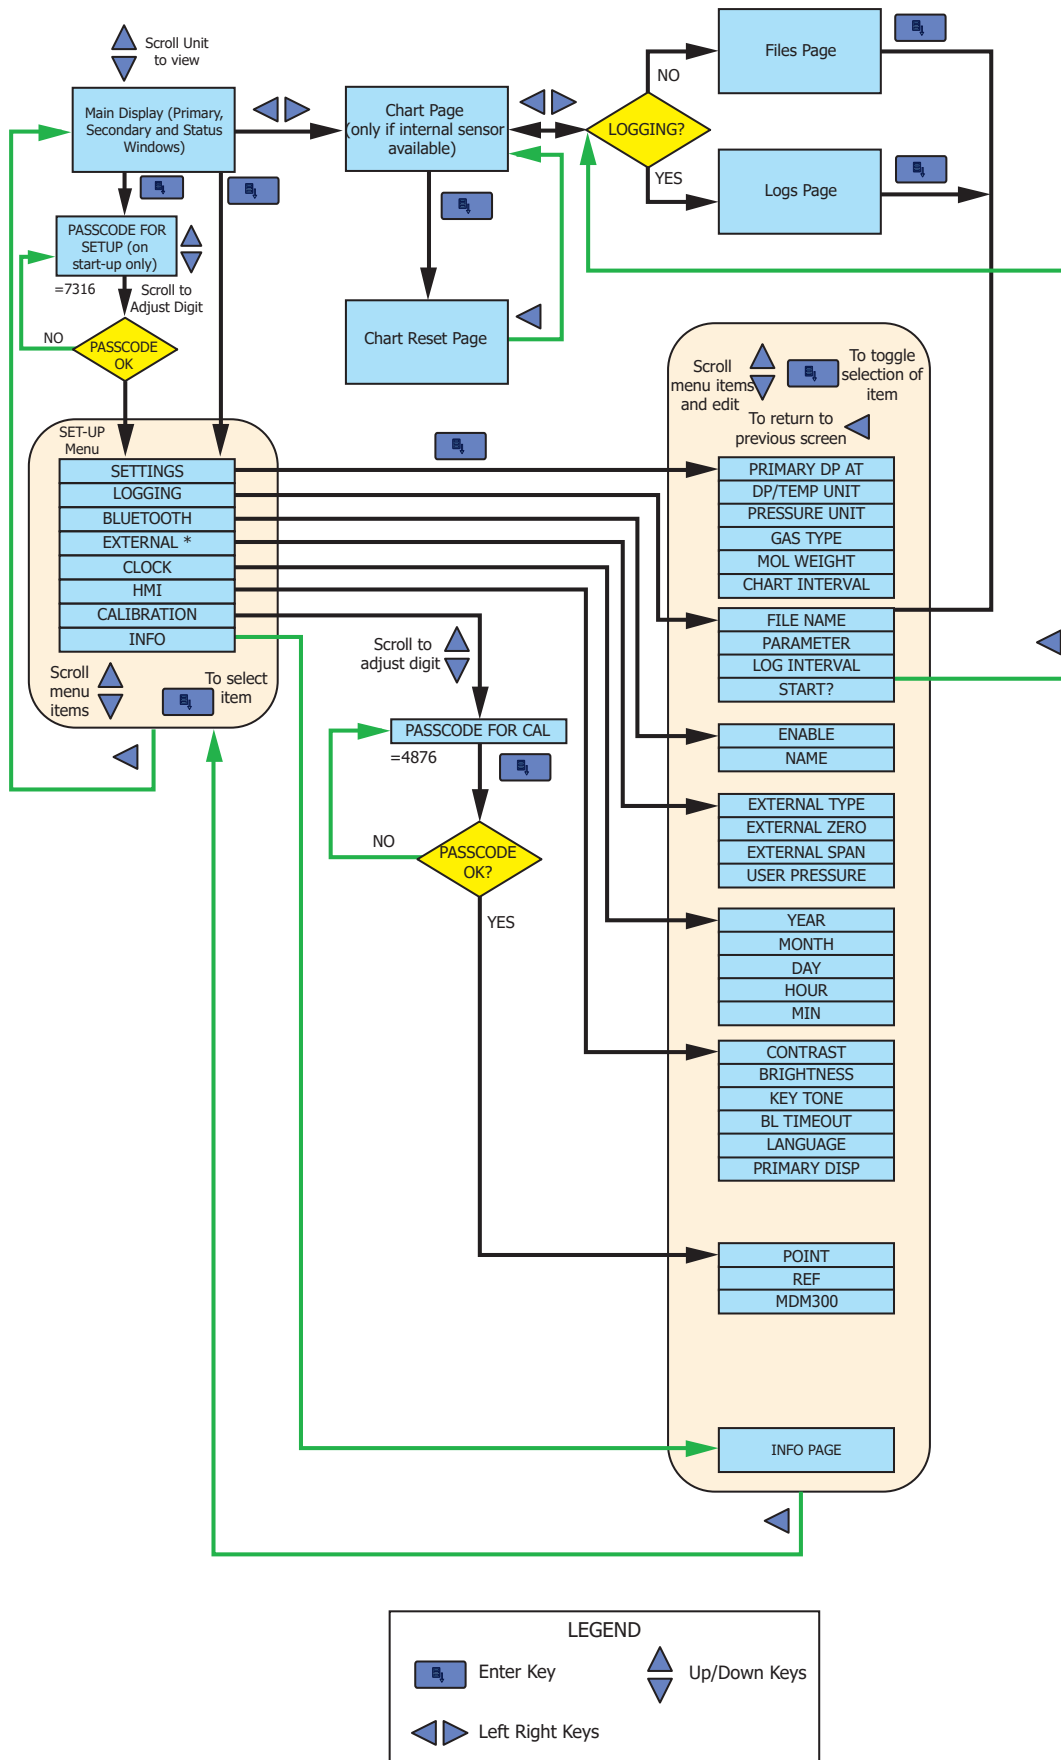 Scroll Unit
to view
Main Display (Primary,
Secondary and Status
Windows)
Chart Page
(only if internal sensor
available)
NO
LOGGING?
YES
Files Page
Logs Page
PASSCODE FOR
SETUP (on
start-up only)
=7316
Scroll to
Adjust Digit
NO
PASSCODE
OK
Chart Reset Page
SET-UP
Menu
SETTINGS
LOGGING
BLUETOOTH
EXTERNAL *
CLOCK
HMI
CALIBRATION
INFO
Scroll
menu
items
To select
item
Scroll to
adjust digit
PASSCODE FOR CAL
=4876
NO
PASSCODE
OK?
YES
Scroll
menu items
and edit
To toggle
selection of
item
To return to
previous screen
PRIMARY DP AT
DP/TEMP UNIT
PRESSURE UNIT
GAS TYPE
MOL WEIGHT
CHART INTERVAL
FILE NAME
PARAMETER
LOG INTERVAL
START?
ENABLE
NAME
EXTERNAL TYPE
EXTERNAL ZERO
EXTERNAL SPAN
USER PRESSURE
YEAR
MONTH
DAY
HOUR
MIN
CONTRAST
BRIGHTNESS
KEY TONE
BL TIMEOUT
LANGUAGE
PRIMARY DISP
POINT
REF
MDM300
INFO PAGE
LEGEND
Enter Key
Up/Down Keys
Left Right Keys